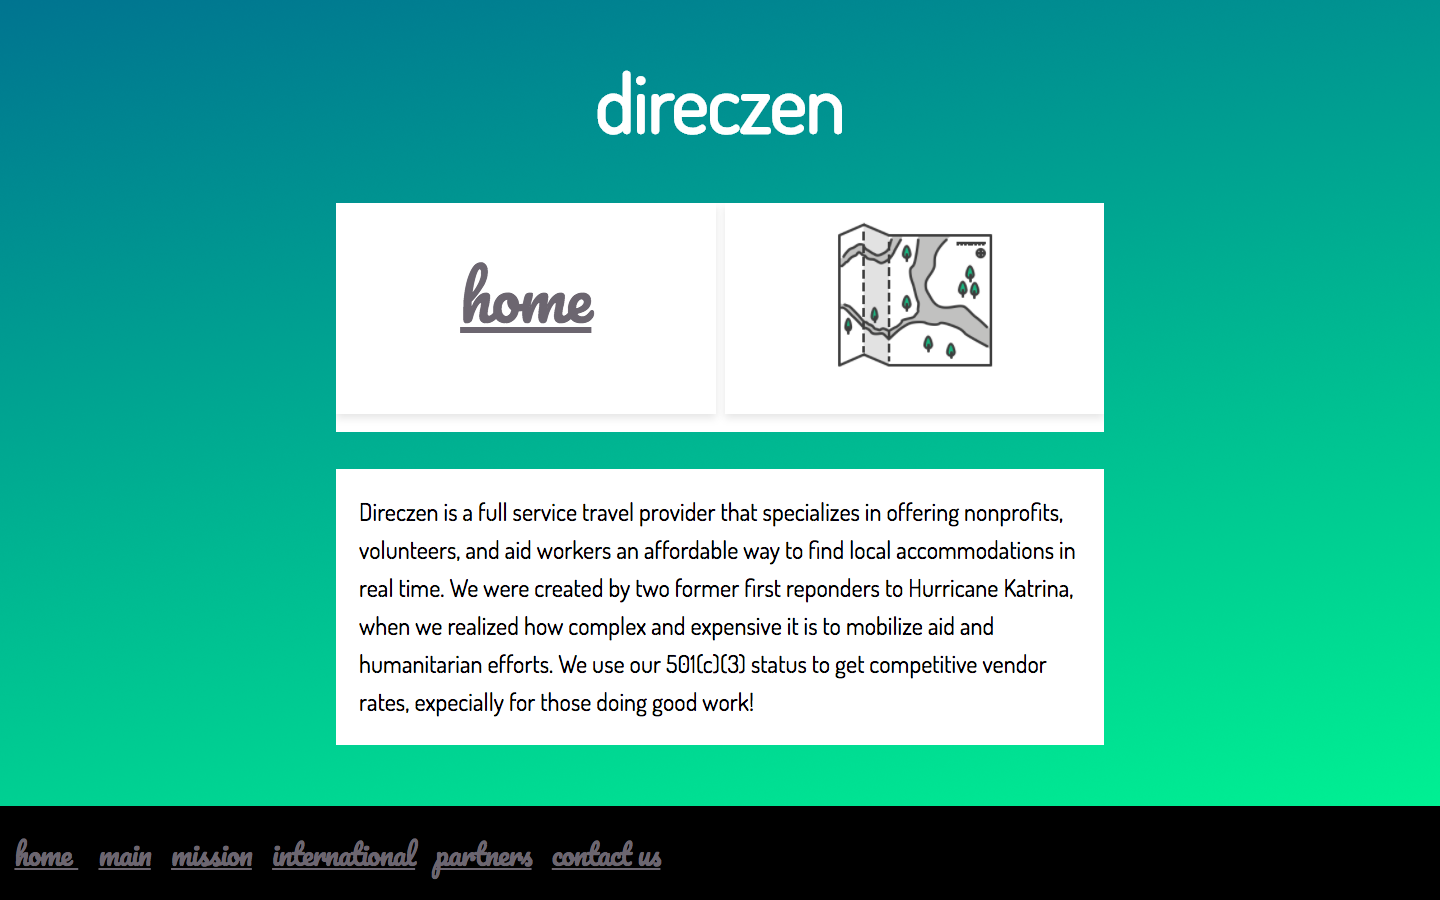 direczen
home
Direczen is a full service travel provider that specializes in offering nonprofits,
volunteers, and aid workers an affordable way to find local accommodations in
real time. We were created by two former first reponders to Hurricane Katrina,
when we realized how complex and expensive it is to mobilize aid and
humanitarian efforts. We use our 501(c)(3) status to get competitive vendor
rates, expecially for those doing good work!
home main mission international partners contact us